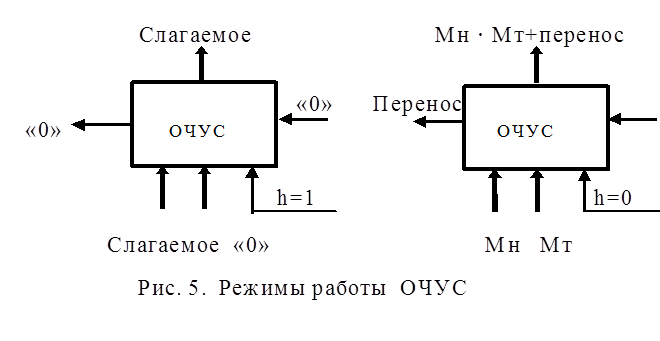 Слагаемое Мн · Мт+перенос
«0» ОЧУС «0» Перенос ОЧУС
h=1 h=0
Слагаемое «0» Мн Мт
Рис. 5. Режимы работы ОЧУС